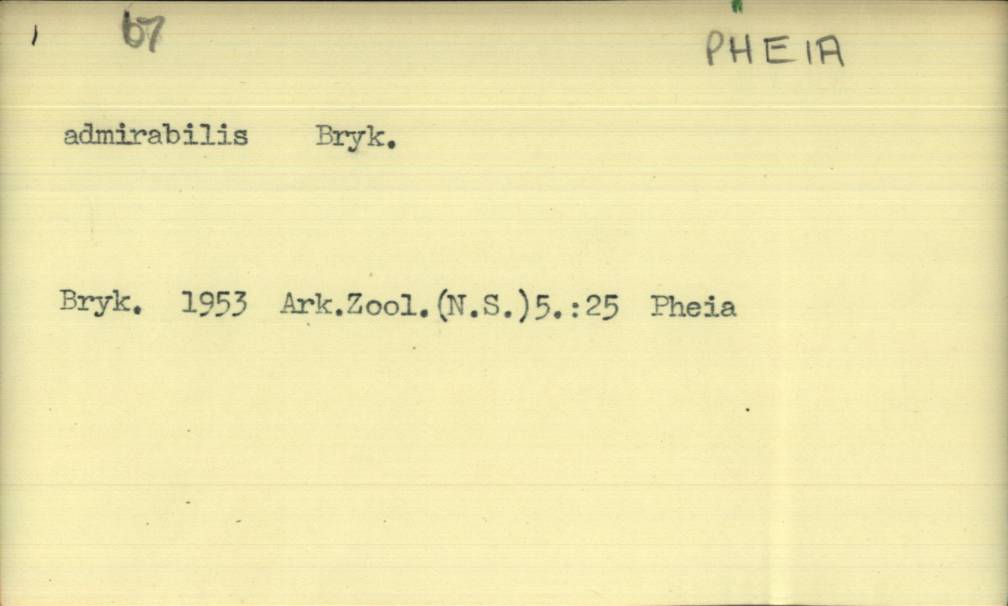 67 PHEIA
admirabilis Bryk.
Bryk. 1953 Ark.Zool.(N.S.)5.:25 Pheia